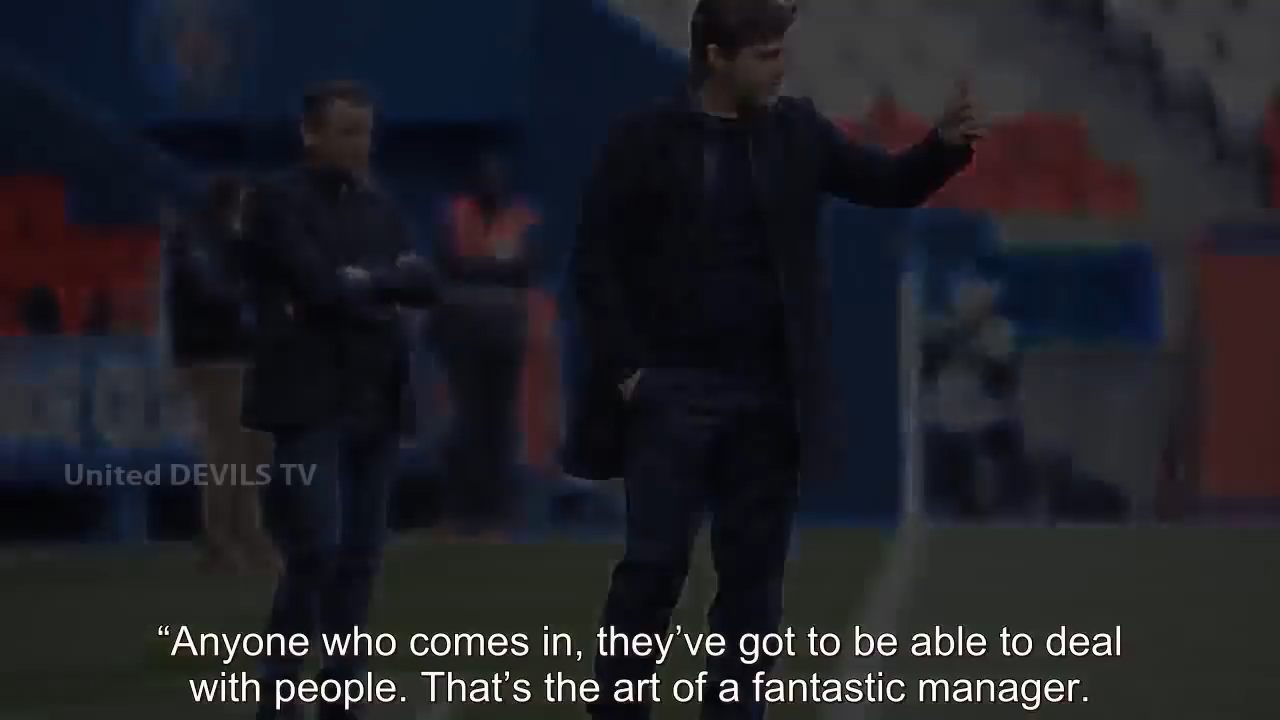 United DEVILS TV
“Anyone who comes in, they’ve got to be able to deal
with people. That’s the art of a fantastic manager.